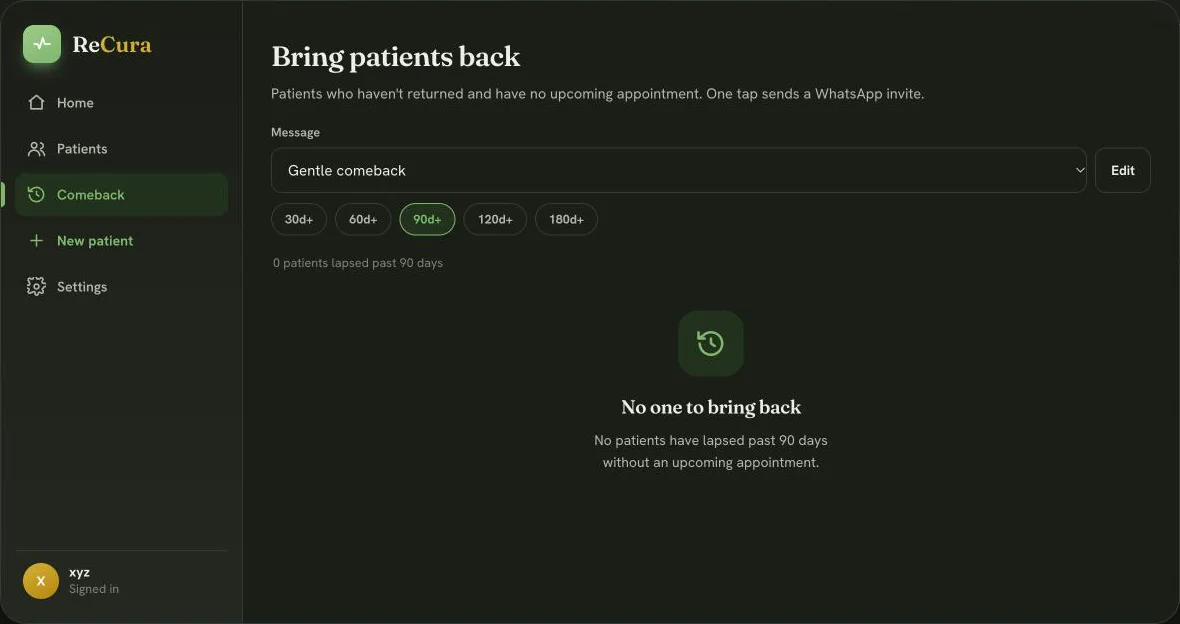 ReCura
Home
Patients
Comeback
New patient
Settings
X
xyz
Signed in
Bring patients back
Patients who haven't returned and have no upcoming appointment. One tap sends a WhatsApp invite.
Message
Gentle comeback
Edit
30d+ 60d+ 90d+ 120d+ 180d+
0 patients lapsed past 90 days
No one to bring back
No patients have lapsed past 90 days
without an upcoming appointment.